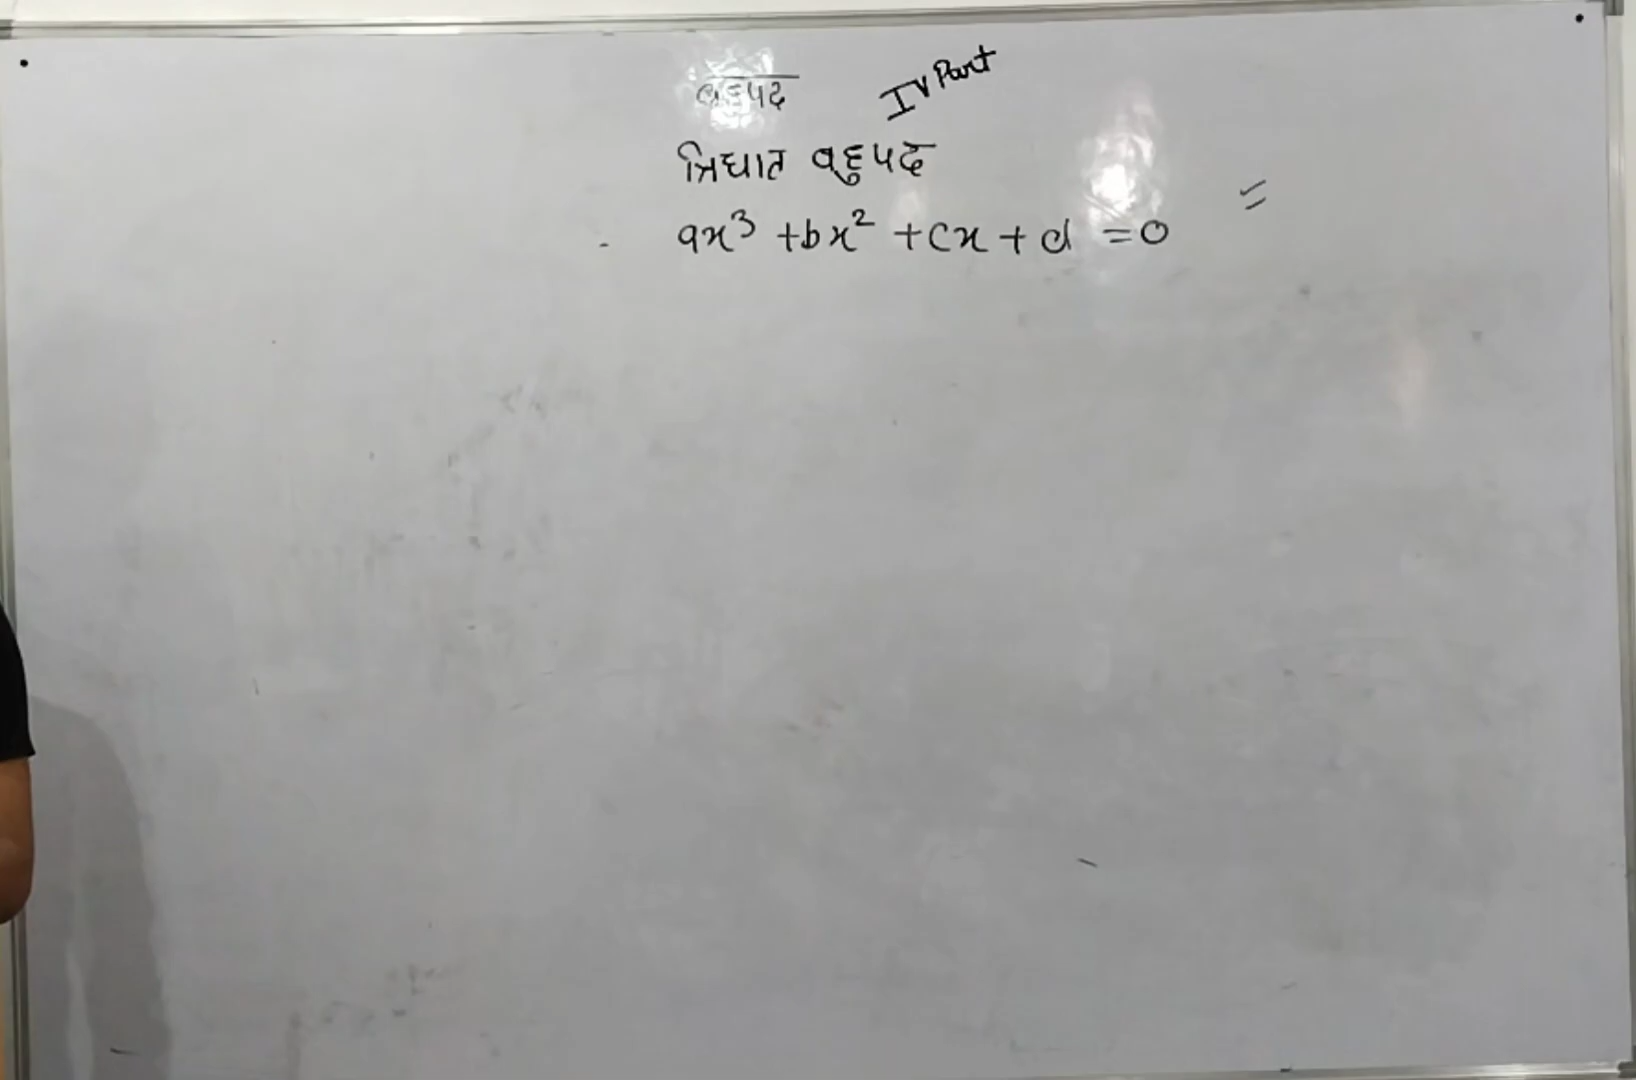 बहुपद IV Part
त्रिघात बहुपद
ax³ + bx² + cx + d = 0
=